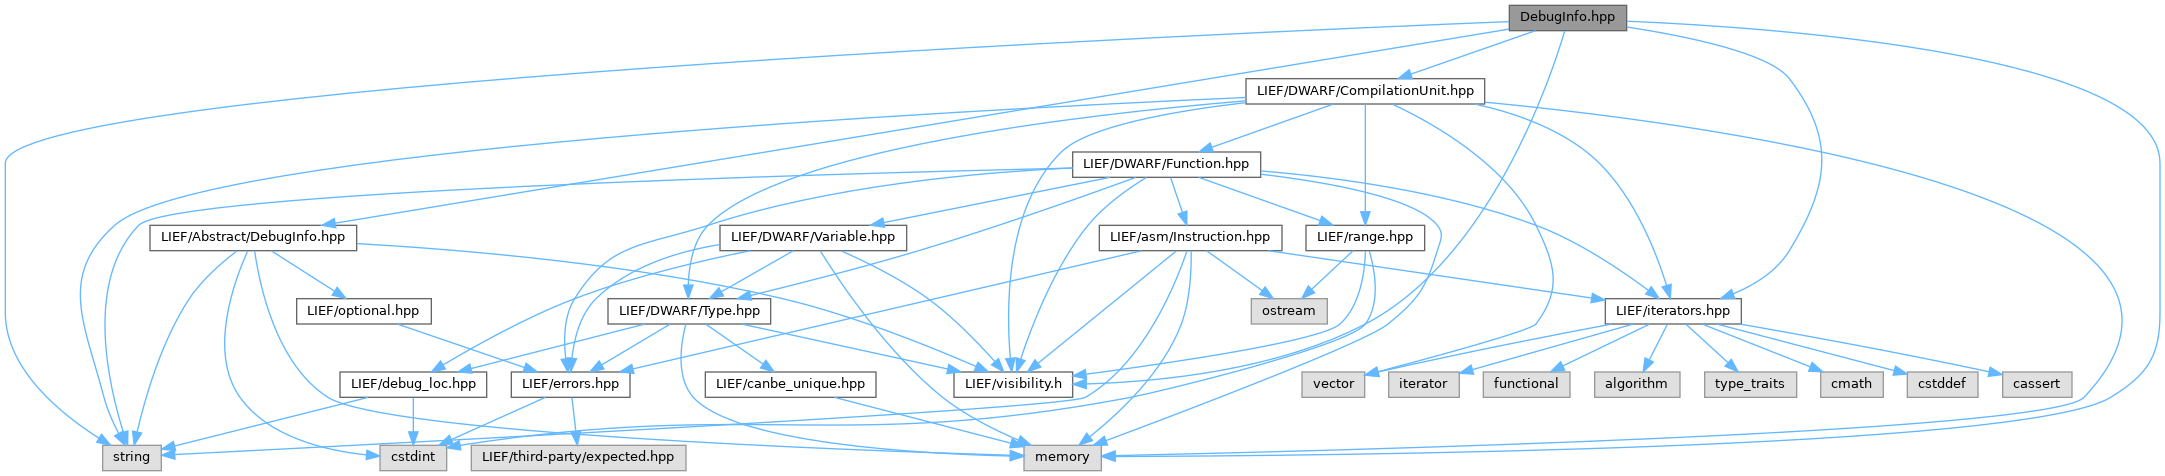 DebugInfo.hpp
LIEF/DWARF/CompilationUnit.hpp
LIEF/DWARF/Function.hpp
LIEF/Abstract/DebugInfo.hpp
LIEF/DWARF/Variable.hpp
LIEF/asm/Instruction.hpp
LIEF/range.hpp
LIEF/optional.hpp
LIEF/DWARF/Type.hpp
ostream
LIEF/iterators.hpp
LIEF/debug_loc.hpp
LIEF/errors.hpp
LIEF/canbe_unique.hpp
LIEF/visibility.h
vector
iterator
functional
algorithm
type_traits
cmath
cstddef
cassert
string
cstdint
LIEF/third-party/expected.hpp
memory